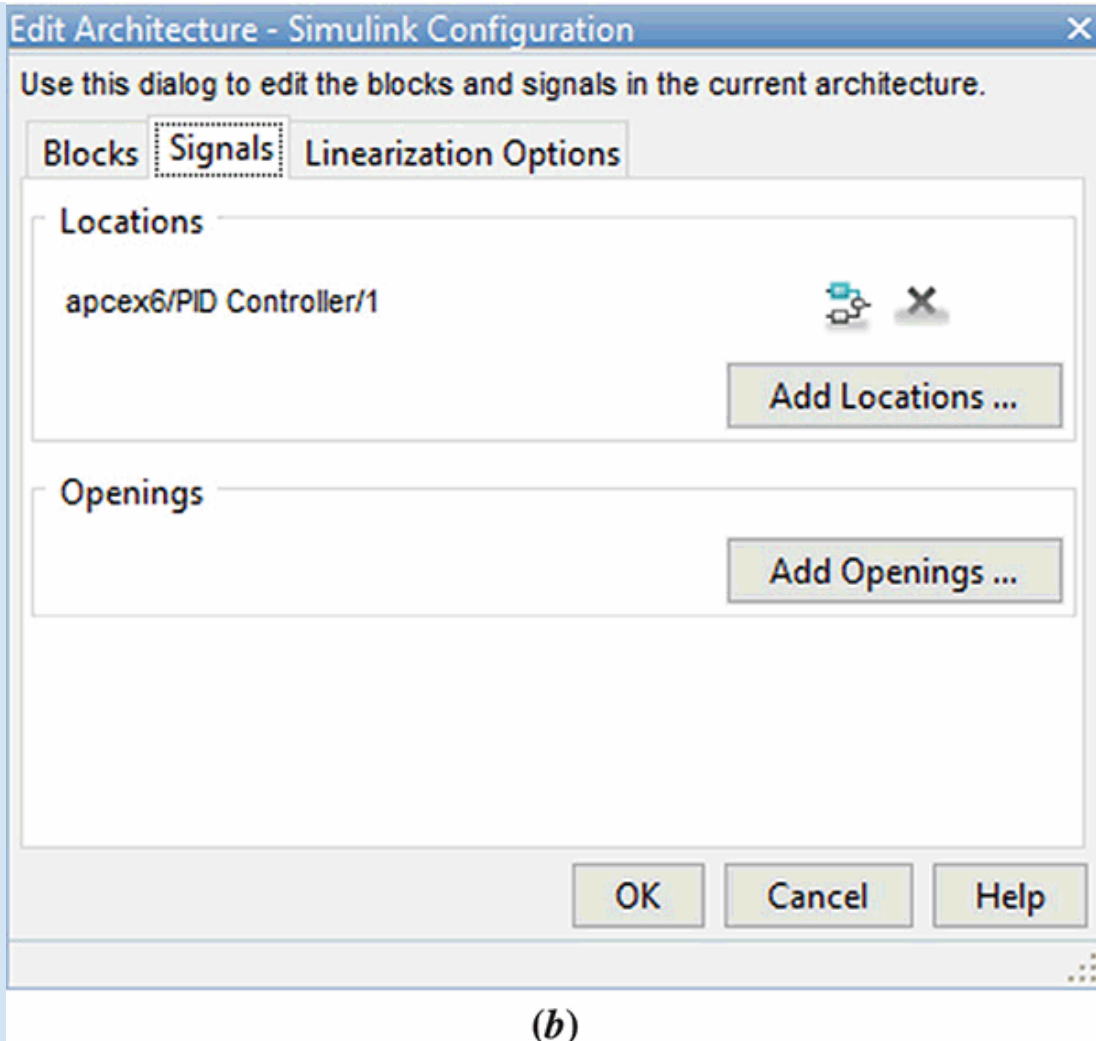 Edit Architecture - Simulink Configuration
Use this dialog to edit the blocks and signals in the current architecture.
Blocks Signals Linearization Options
Locations
apcex6/PID Controller/1
Add Locations ...
Openings
Add Openings ...
OK Cancel Help
(b)